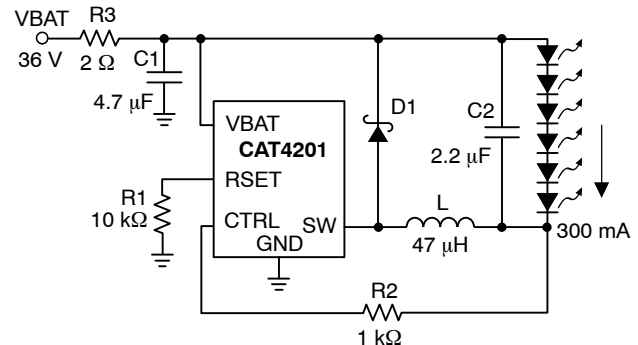 VBAT
R3
36 V
2 Ω
C1
4.7 μF
VBAT
CAT4201
D1
C2
2.2 μF
RSET
R1
10 kΩ
CTRL
SW
GND
L
47 μH
300 mA
R2
1 kΩ